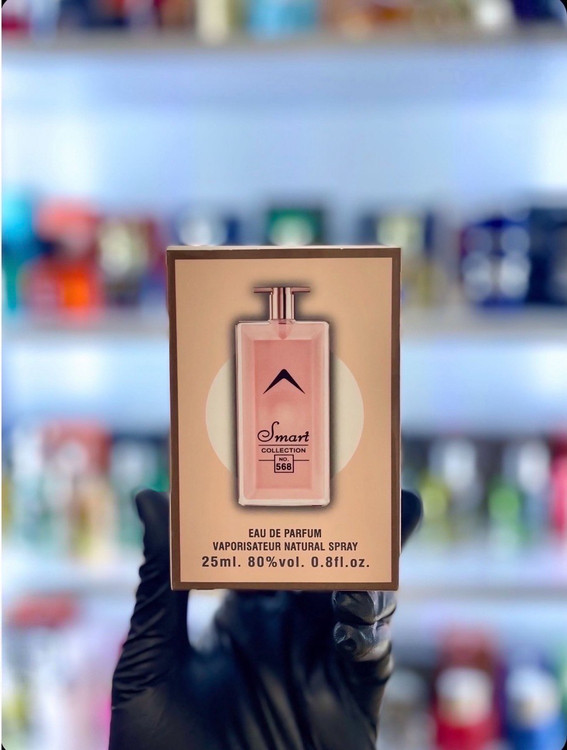 Smart
COLLECTION
NO.
568
EAU DE PARFUM
VAPORISATEUR NATURAL SPRAY
25ml. 80%vol. 0.8fl.oz.